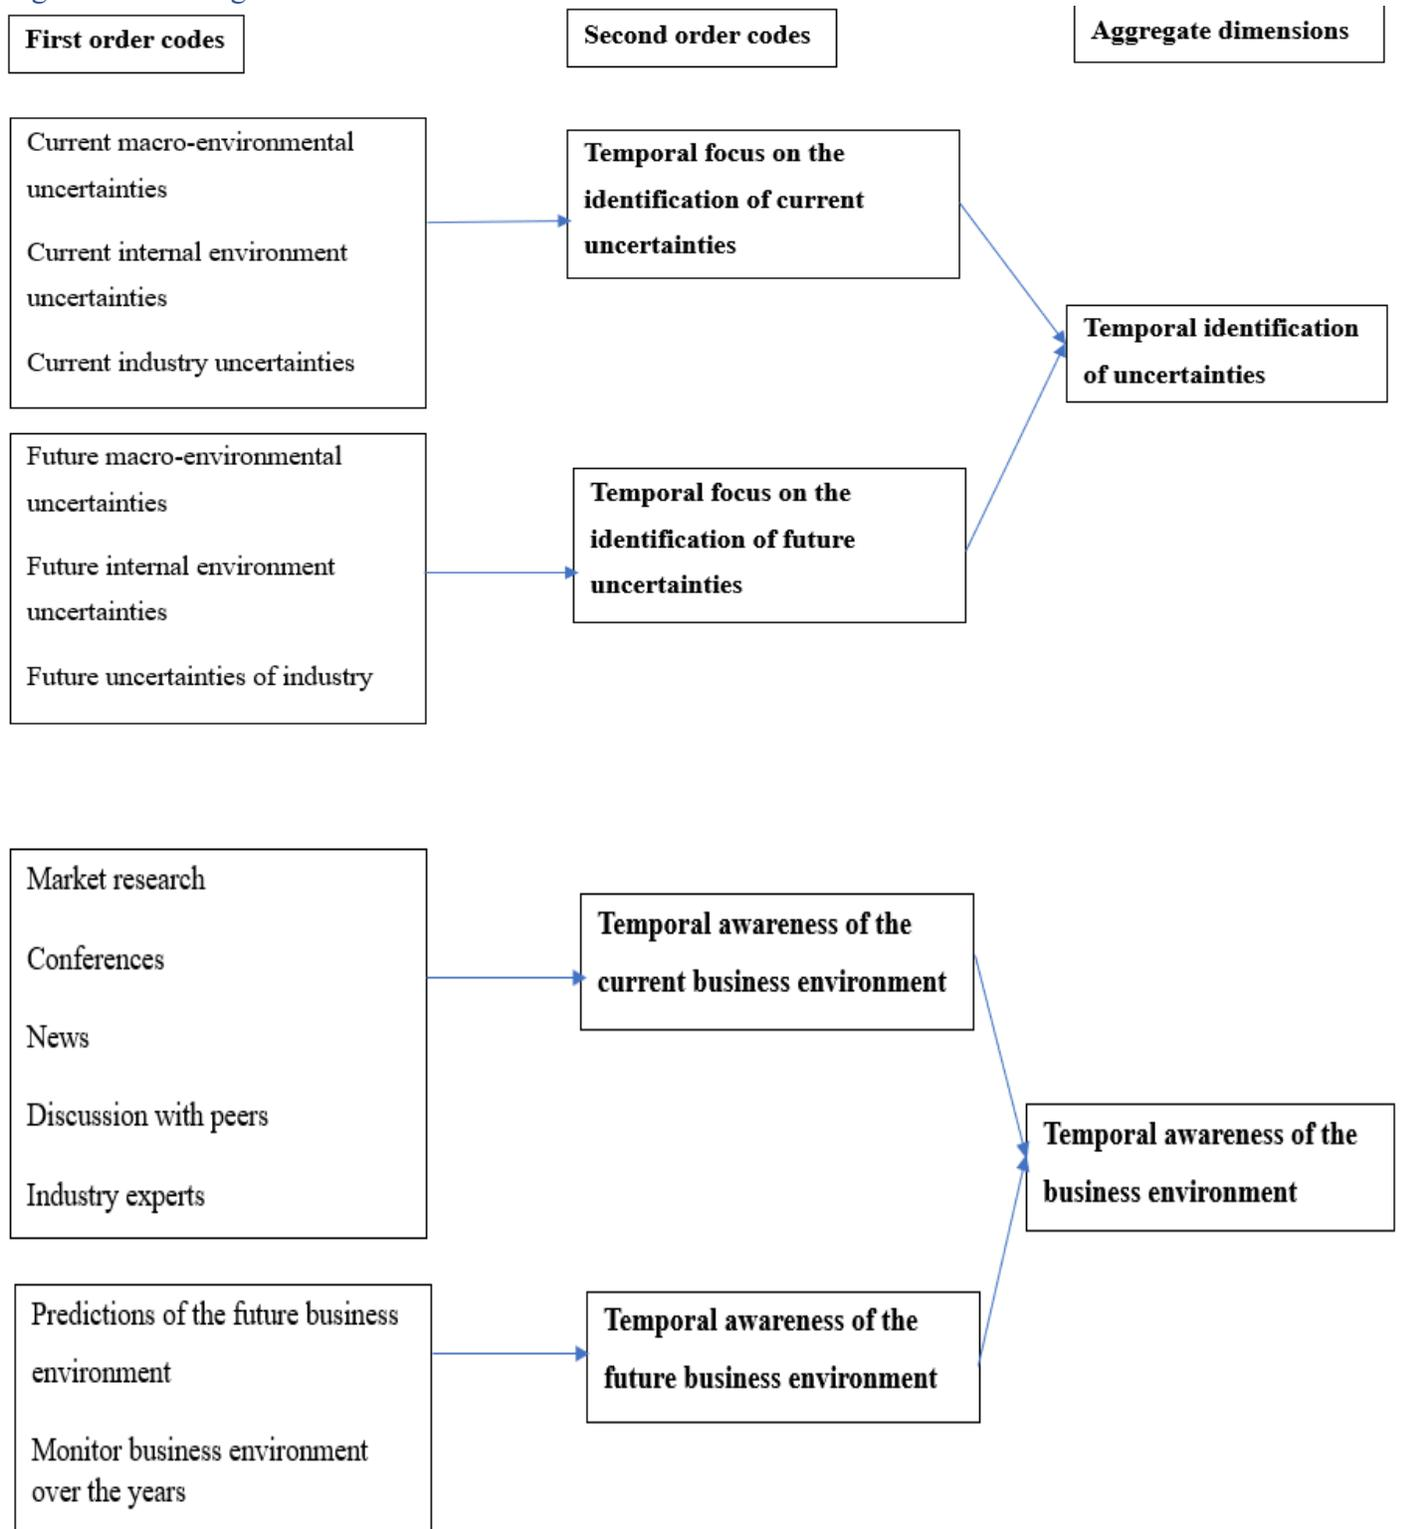 First order codes
Second order codes
Aggregate dimensions
Current macro-environmental
uncertainties
Current internal environment
uncertainties
Current industry uncertainties
Temporal focus on the
identification of current
uncertainties
Temporal identification
of uncertainties
Future macro-environmental
uncertainties
Future internal environment
uncertainties
Future uncertainties of industry
Temporal focus on the
identification of future
uncertainties
Market research
Conferences
News
Discussion with peers
Industry experts
Temporal awareness of the
current business environment
Temporal awareness of the
business environment
Predictions of the future business
environment
Monitor business environment
over the years
Temporal awareness of the
future business environment